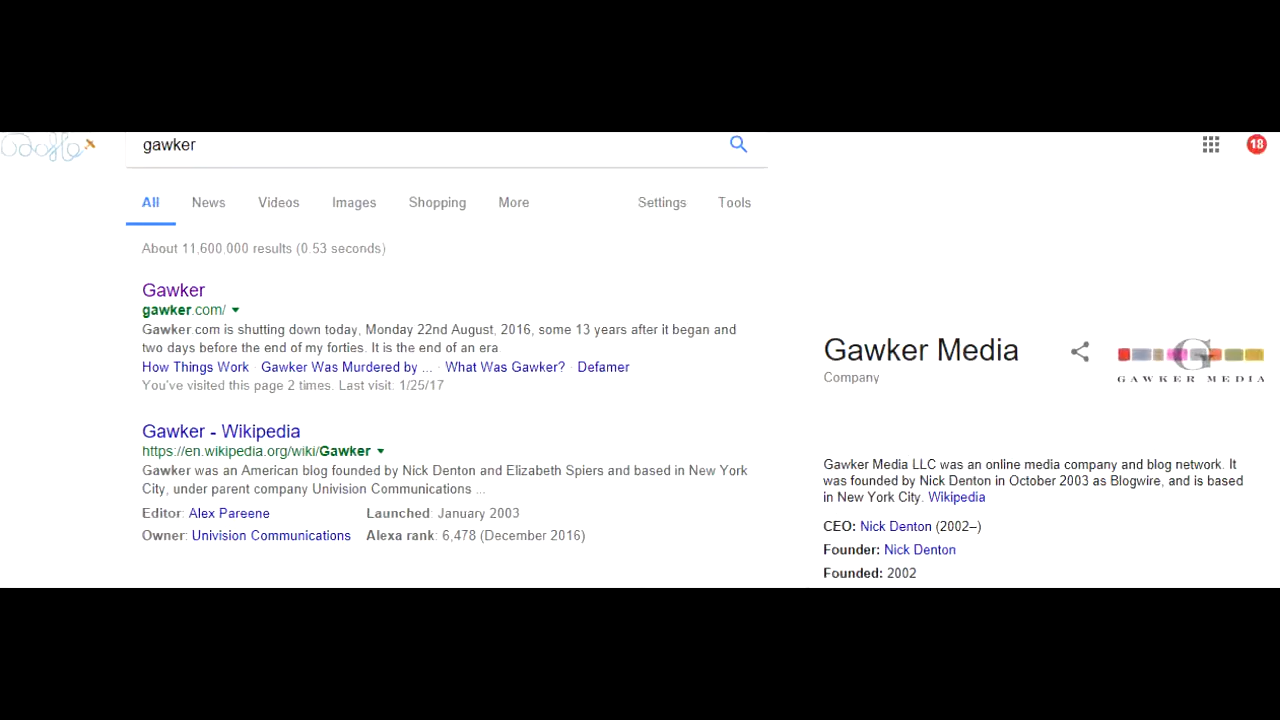 Google
gawker
18
All News Videos Images Shopping More Settings Tools
About 11,600,000 results (0.53 seconds)
Gawker
gawker.com/
Gawker.com is shutting down today, Monday 22nd August, 2016, some 13 years after it began and
two days before the end of my forties. It is the end of an era.
How Things Work · Gawker Was Murdered by ... · What Was Gawker? · Defamer
You've visited this page 2 times. Last visit: 1/25/17
Gawker - Wikipedia
https://en.wikipedia.org/wiki/Gawker
Gawker was an American blog founded by Nick Denton and Elizabeth Spiers and based in New York
City, under parent company Univision Communications ...
Editor: Alex Pareene Launched: January 2003
Owner: Univision Communications Alexa rank: 6,478 (December 2016)
Gawker Media
Company
G
GAWKER MEDIA
Gawker Media LLC was an online media company and blog network. It
was founded by Nick Denton in October 2003 as Blogwire, and is based
in New York City. Wikipedia
CEO: Nick Denton (2002–)
Founder: Nick Denton
Founded: 2002